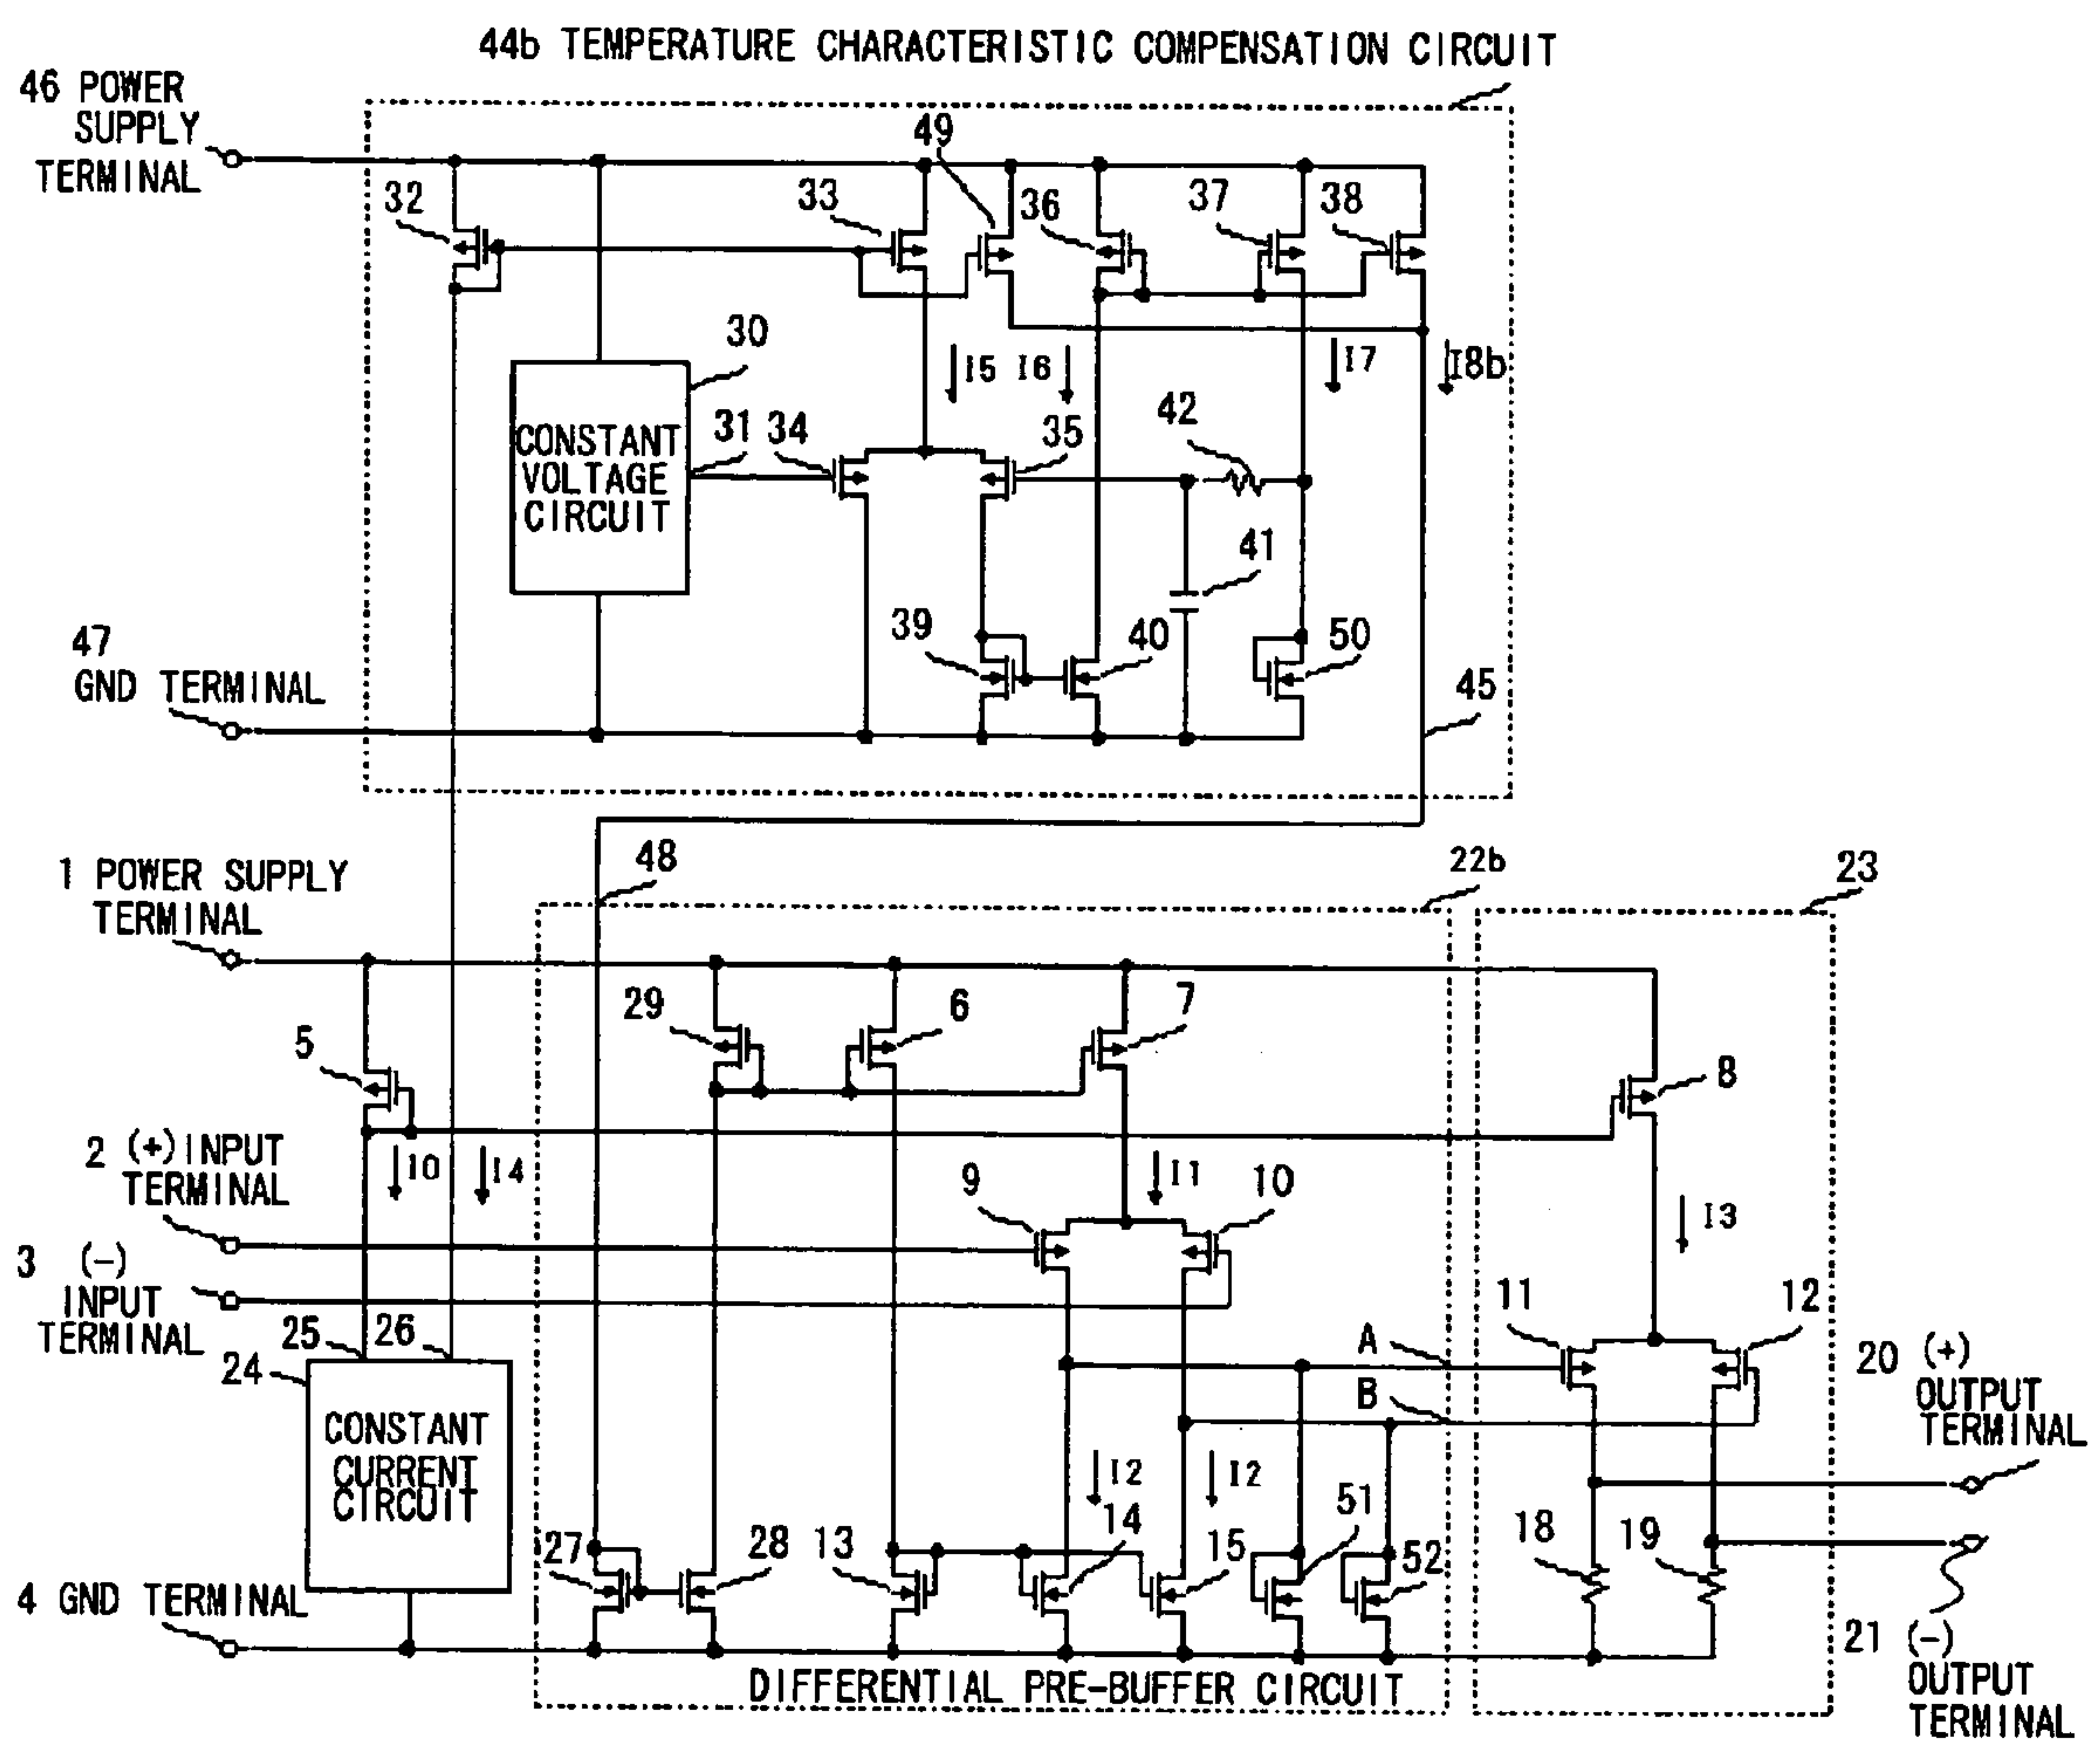 44b TEMPERATURE CHARACTERISTIC COMPENSATION CIRCUIT
46 POWER
SUPPLY
TERMINAL
49
32
33
36
37
38
30
I5
I6
I7
I8b
CONSTANT
VOLTAGE
CIRCUIT
31
34
35
42
41
39
40
50
47
GND TERMINAL
45
1 POWER SUPPLY
TERMINAL
48
22b
23
29
6
7
5
8
2 (+) INPUT
TERMINAL
I0
I4
9
I1
10
I3
3 (-)
INPUT
TERMINAL
25
26
24
11
12
A
B
20 (+)
OUTPUT
TERMINAL
CONSTANT
CURRENT
CIRCUIT
I2
I2
14
51
27
28
13
15
52
18
19
4 GND TERMINAL
21 (-)
OUTPUT
TERMINAL
DIFFERENTIAL PRE-BUFFER CIRCUIT